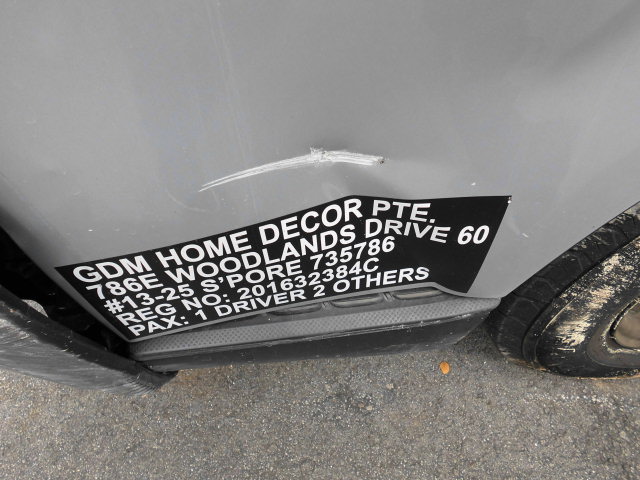 GDM HOME DECOR PTE.
786E WOODLANDS DRIVE 60
#13-25 S'PORE 735786
REG NO: 201632384C
PAX: 1 DRIVER 2 OTHERS